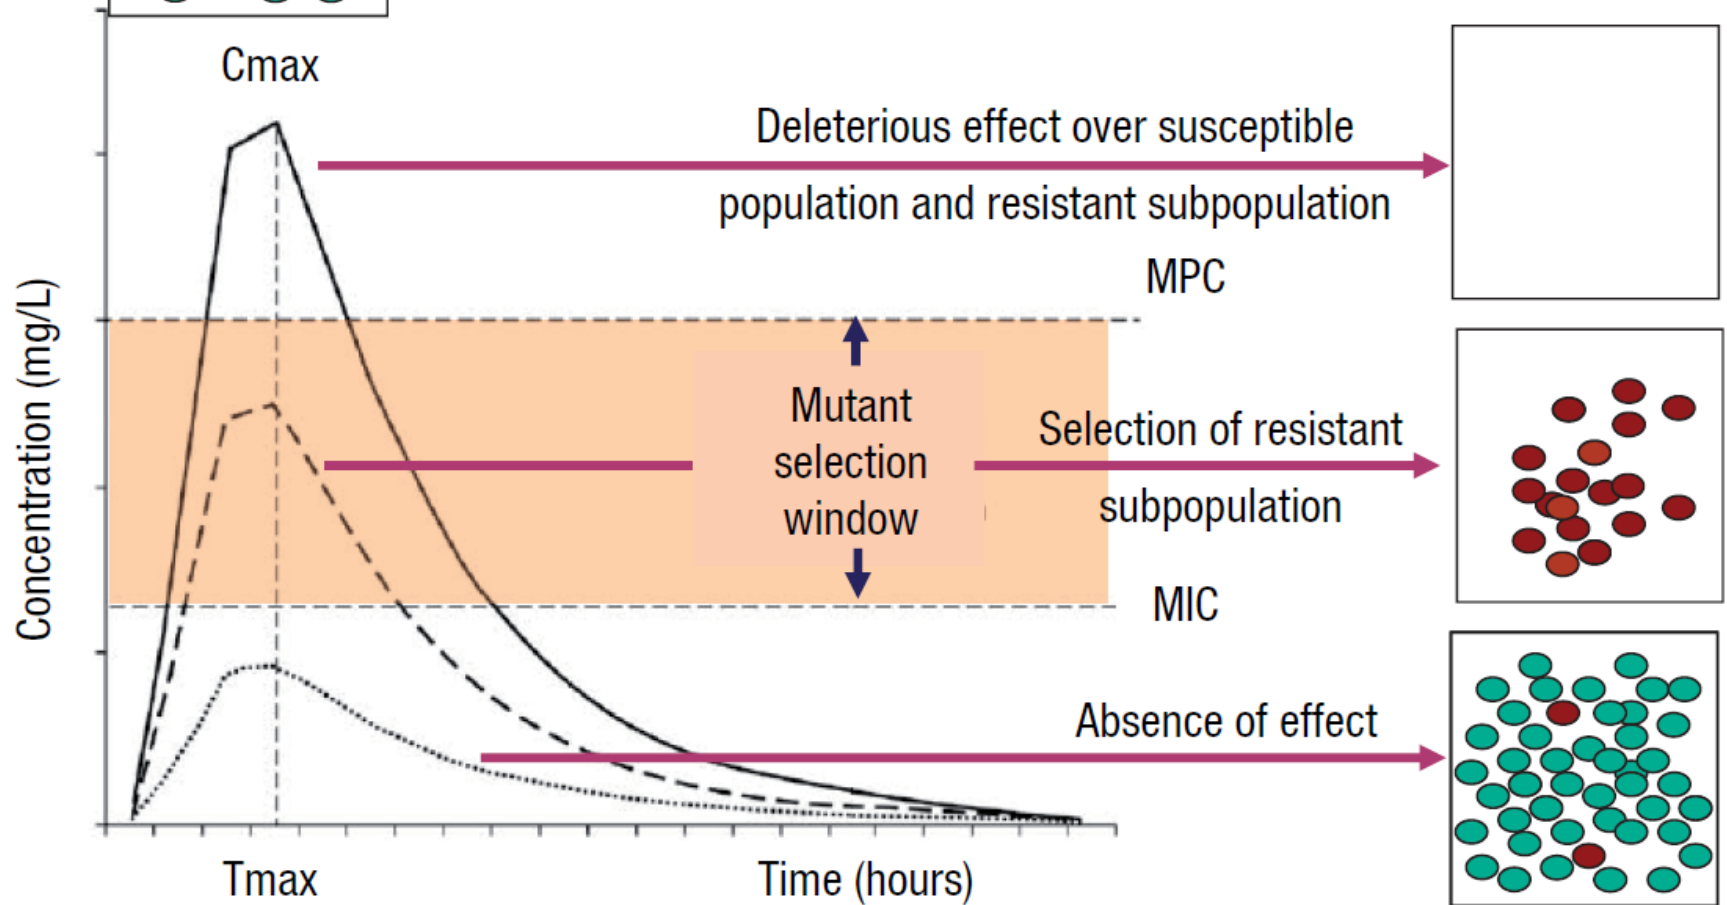 Cmax
Deleterious effect over susceptible
population and resistant subpopulation
MPC
Concentration (mg/L)
Mutant
selection
window
Selection of resistant
subpopulation
MIC
Absence of effect
Tmax
Time (hours)